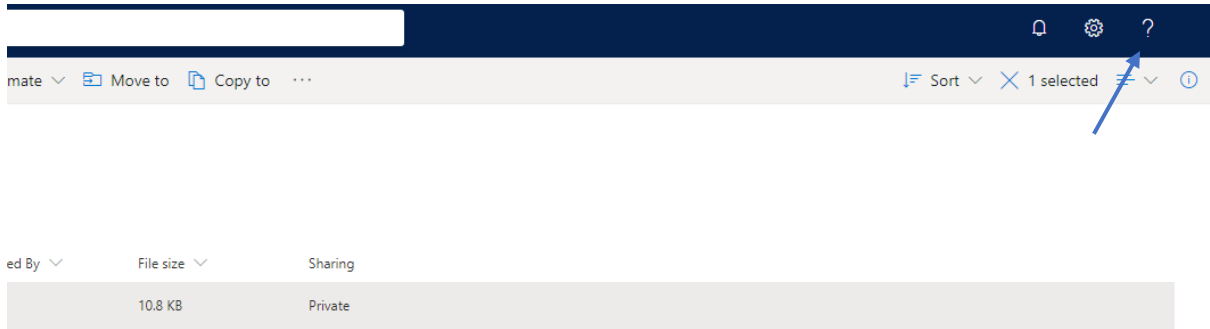 ?
mate Move to Copy to ··· Sort 1 selected
ed By File size Sharing
10.8 KB Private